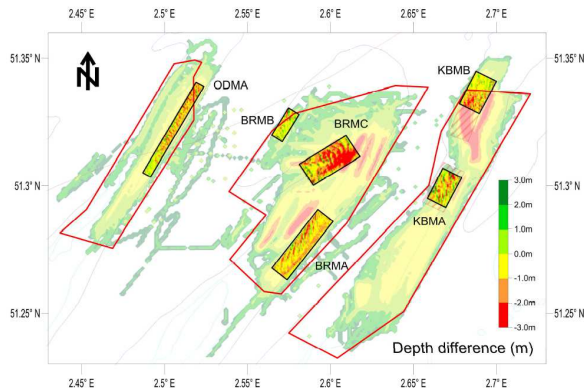 2.45° 2.5° 2.55° 2.6° 2.65° 2.7°
51.35° N 51.35° N
N
ODMA
KBMB
BRMB
BRMC
51.3° N 51.3° N
KBMA
BRMA
3.0m
2.0m
1.0m
0.0m
-1.0m
-2.0m
-3.0m
51.25° 51.25° N
Depth difference (m)
2.45° 2.5° 2.55° 2.6° 2.65° 2.7°